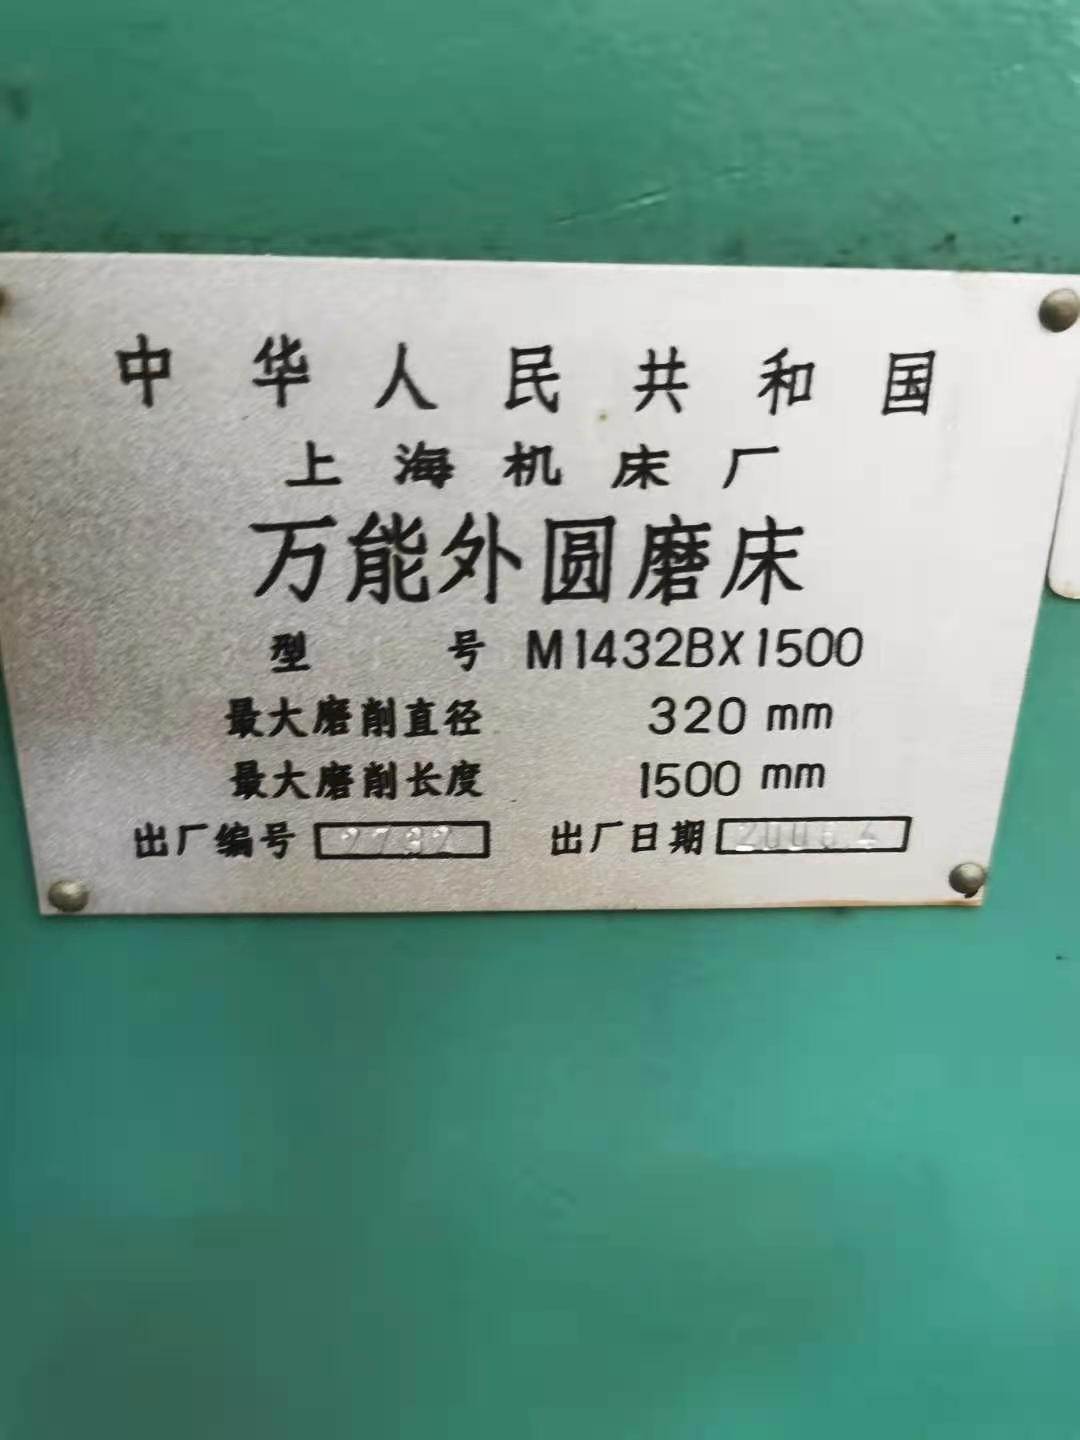 中华人民共和国
上海机床厂
万能外圆磨床
型号 M1432BX1500
最大磨削直径 320 mm
最大磨削长度 1500 mm
出厂编号 出厂日期